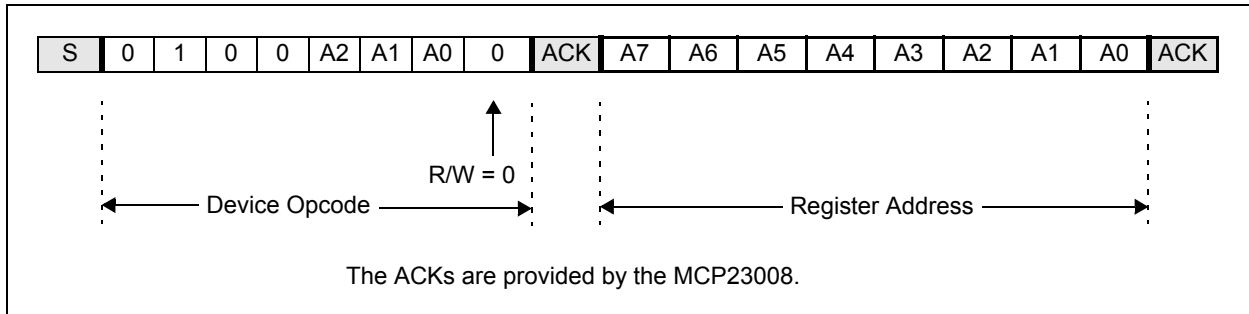 S 0 1 0 0 A2 A1 A0 0 ACK A7 A6 A5 A4 A3 A2 A1 A0 ACK
R/W = 0
Device Opcode Register Address
The ACKs are provided by the MCP23008.